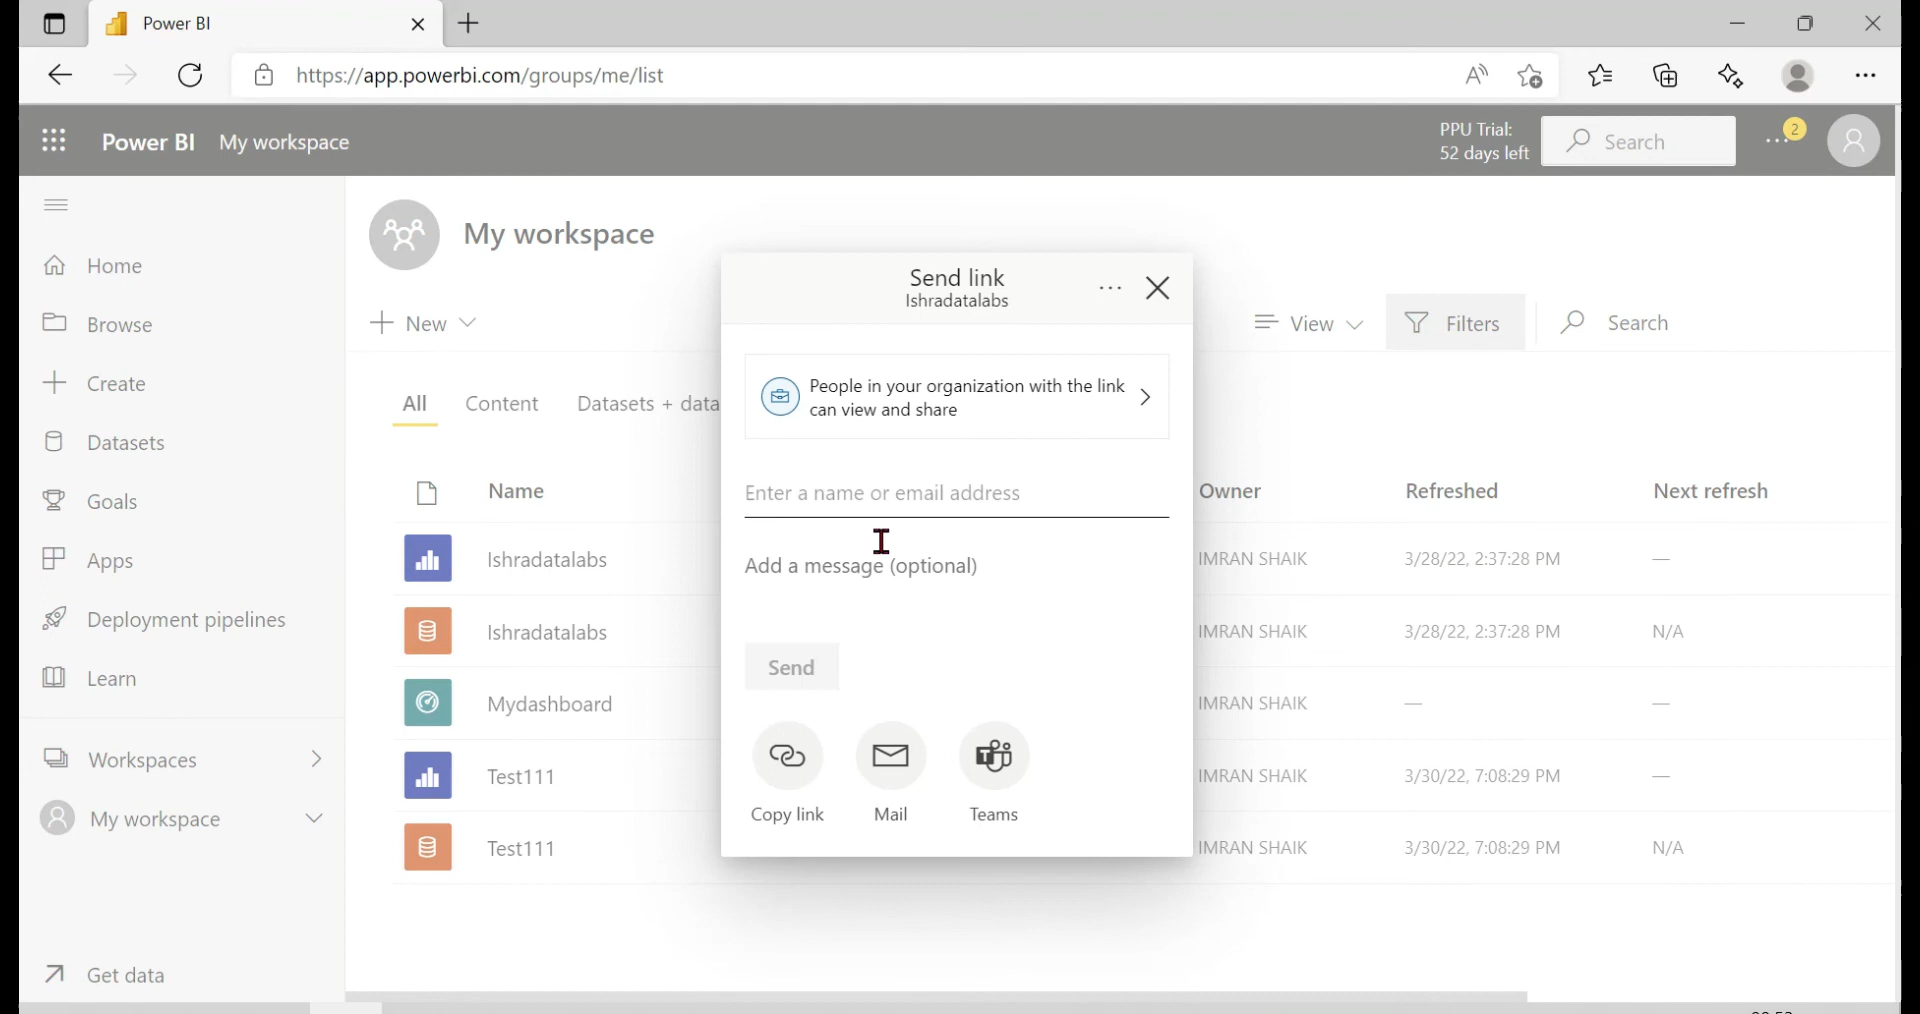 Power BI
https://app.powerbi.com/groups/me/list
Power BI My workspace
PPU Trial:
52 days left
Search
2
My workspace
Home
Browse
Create
Datasets
Goals
Apps
Deployment pipelines
Learn
Workspaces
My workspace
Get data
New
View
Filters
Search
All Content Datasets + data
Name Owner Refreshed Next refresh
Ishradatalabs IMRAN SHAIK 3/28/22, 2:37:28 PM —
Ishradatalabs IMRAN SHAIK 3/28/22, 2:37:28 PM N/A
Mydashboard IMRAN SHAIK — —
Test111 IMRAN SHAIK 3/30/22, 7:08:29 PM —
Test111 IMRAN SHAIK 3/30/22, 7:08:29 PM N/A
Send link
Ishradatalabs
People in your organization with the link
can view and share
Enter a name or email address
Add a message (optional)
Send
Copy link Mail Teams